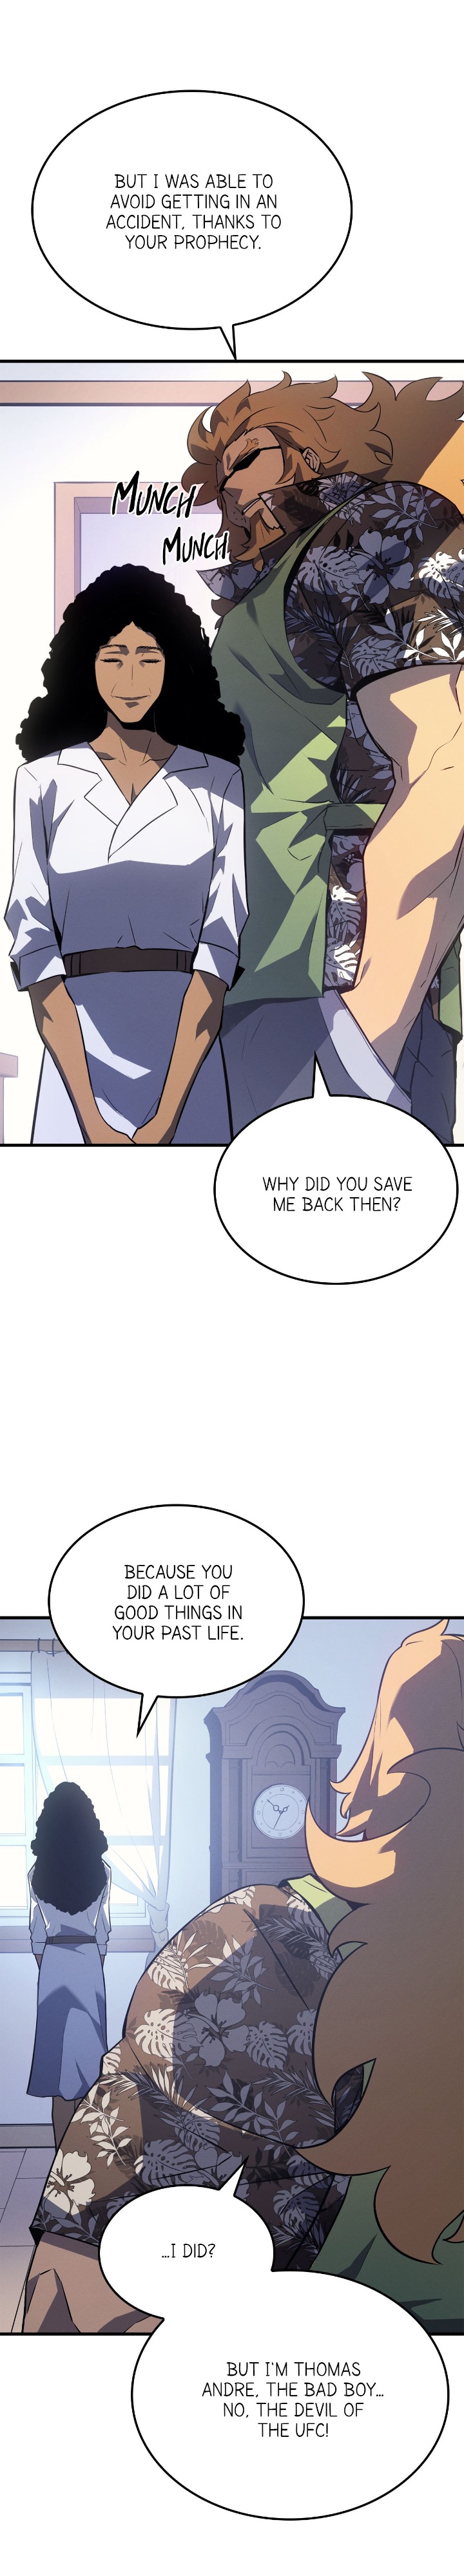 BUT I WAS ABLE TO
AVOID GETTING IN AN
ACCIDENT, THANKS TO
YOUR PROPHECY.
MUNCH
MUNCH
WHY DID YOU SAVE
ME BACK THEN?
BECAUSE YOU
DID A LOT OF
GOOD THINGS IN
YOUR PAST LIFE.
...I DID?
BUT I'M THOMAS
ANDRE, THE BAD BOY...
NO, THE DEVIL OF
THE UFC!